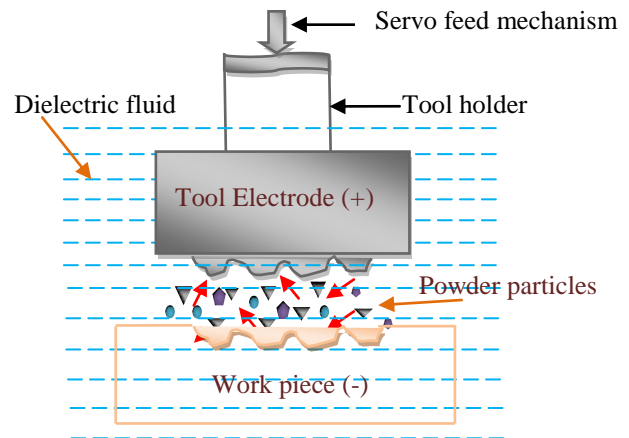 Servo feed mechanism
Dielectric fluid
Tool holder
Tool Electrode (+)
Powder particles
Work piece (-)